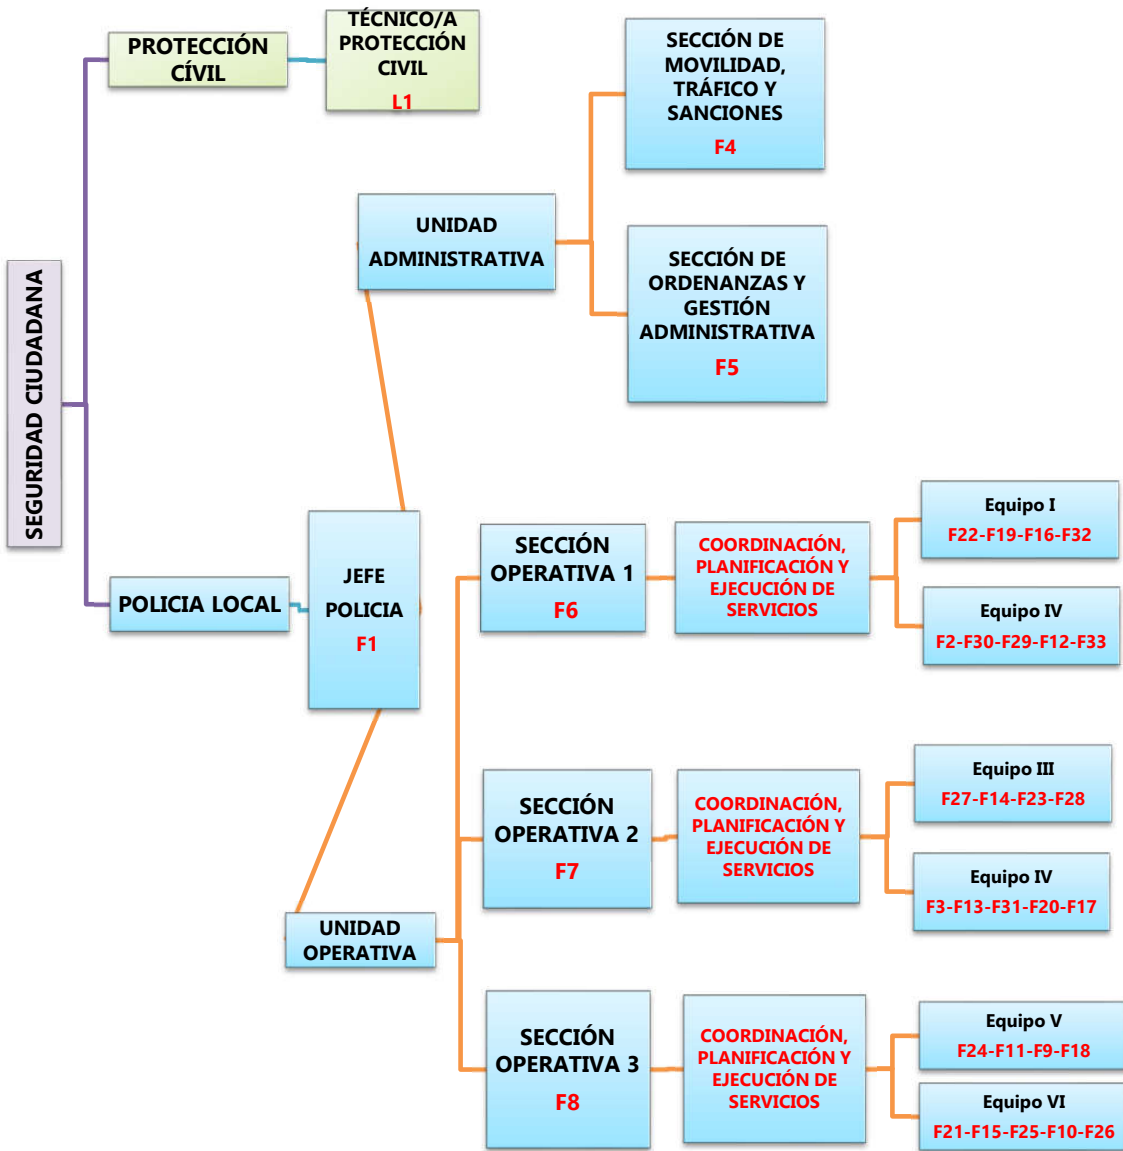 SEGURIDAD CIUDADANA
PROTECCIÓN
CÍVIL
TÉCNICO/A
PROTECCIÓN
CIVIL
L1
POLICIA LOCAL
JEFE
POLICIA
F1
UNIDAD
ADMINISTRATIVA
SECCIÓN DE
MOVILIDAD,
TRÁFICO Y
SANCIONES
F4
SECCIÓN DE
ORDENANZAS Y
GESTIÓN
ADMINISTRATIVA
F5
UNIDAD
OPERATIVA
SECCIÓN
OPERATIVA 1
F6
COORDINACIÓN,
PLANIFICACIÓN Y
EJECUCIÓN DE
SERVICIOS
Equipo I
F22-F19-F16-F32
Equipo IV
F2-F30-F29-F12-F33
SECCIÓN
OPERATIVA 2
F7
COORDINACIÓN,
PLANIFICACIÓN Y
EJECUCIÓN DE
SERVICIOS
Equipo III
F27-F14-F23-F28
Equipo IV
F3-F13-F31-F20-F17
SECCIÓN
OPERATIVA 3
F8
COORDINACIÓN,
PLANIFICACIÓN Y
EJECUCIÓN DE
SERVICIOS
Equipo V
F24-F11-F9-F18
Equipo VI
F21-F15-F25-F10-F26